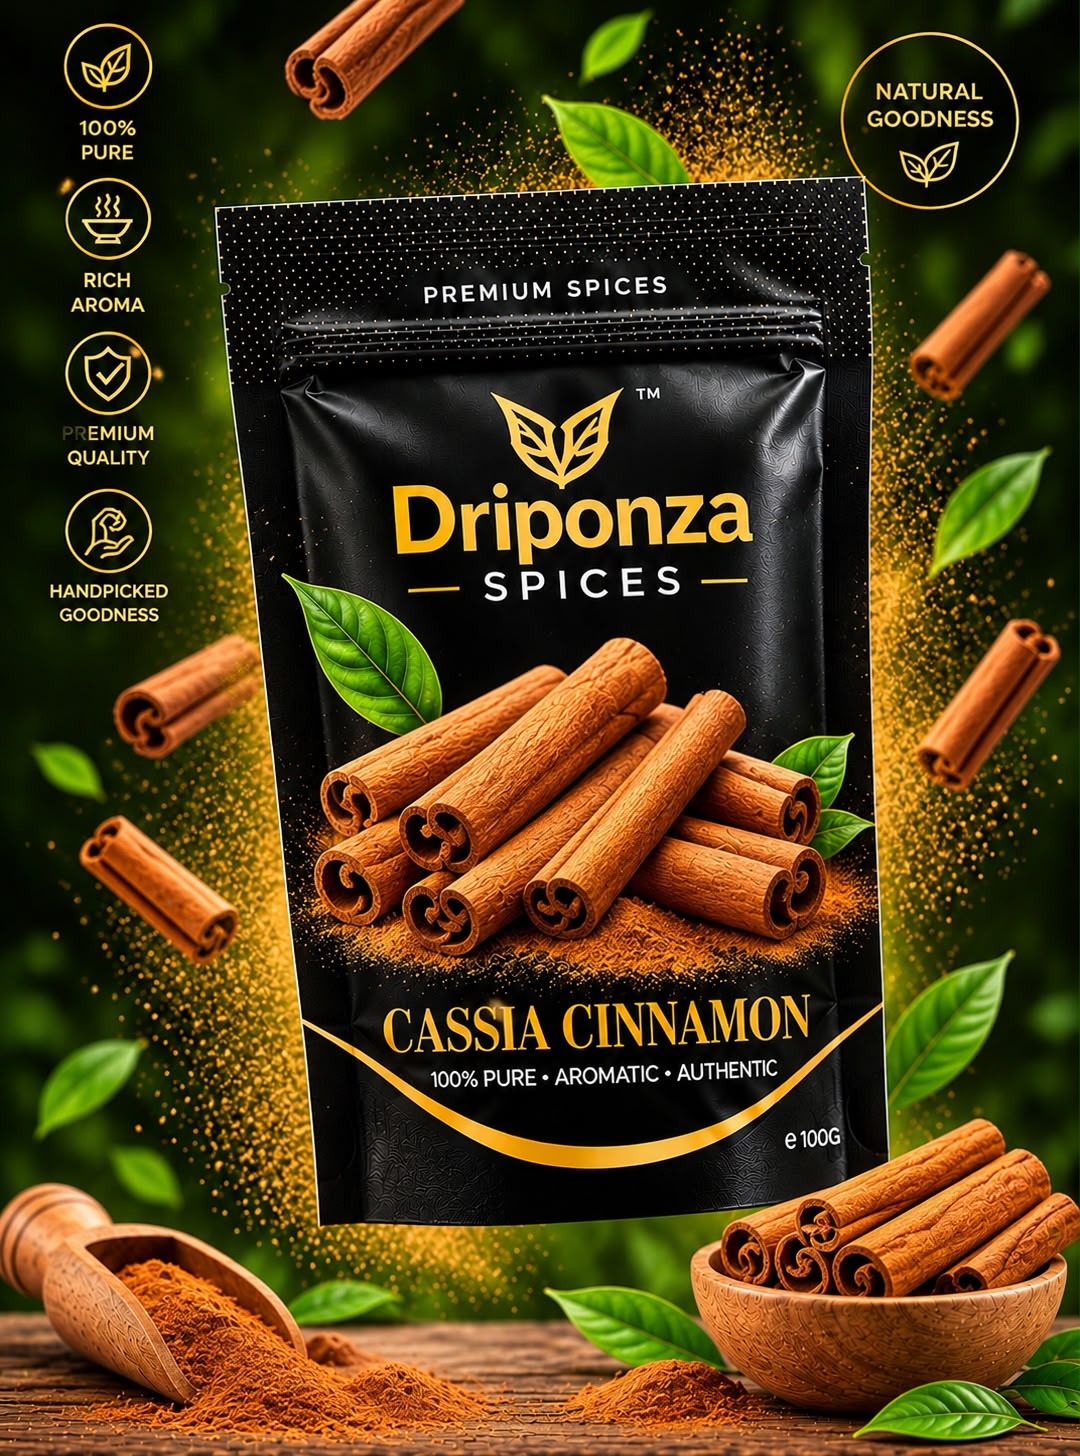 100%
PURE
RICH
AROMA
PREMIUM
QUALITY
HANDPICKED
GOODNESS
NATURAL
GOODNESS
PREMIUM SPICES
TM
Driponza
SPICES
CASSIA CINNAMON
100% PURE • AROMATIC • AUTHENTIC
e 100G